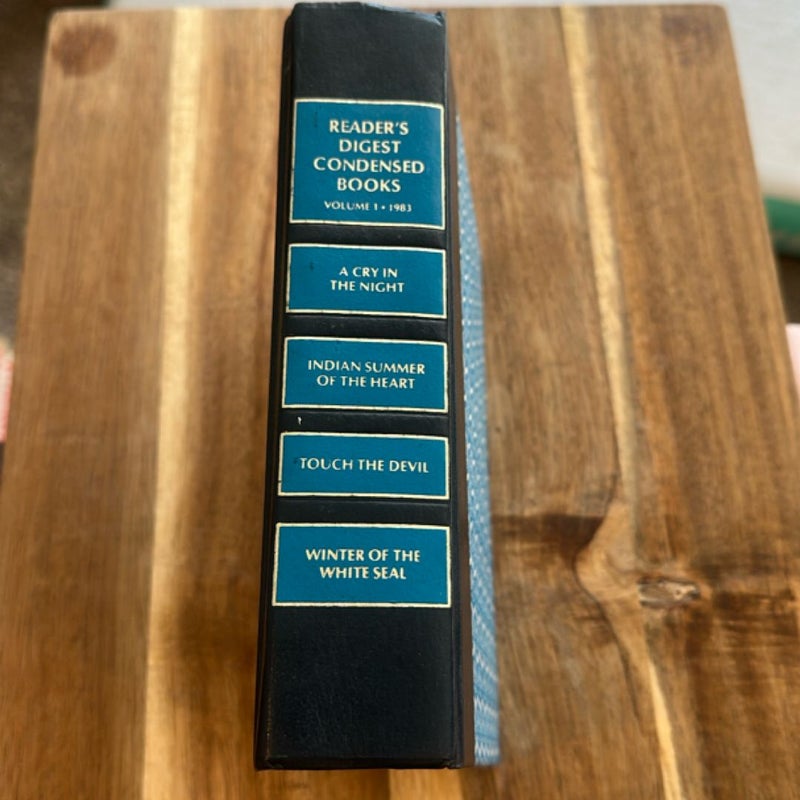 READER'S
DIGEST
CONDENSED
BOOKS
VOLUME 1 • 1983
A CRY IN
THE NIGHT
INDIAN SUMMER
OF THE HEART
TOUCH THE DEVIL
WINTER OF THE
WHITE SEAL